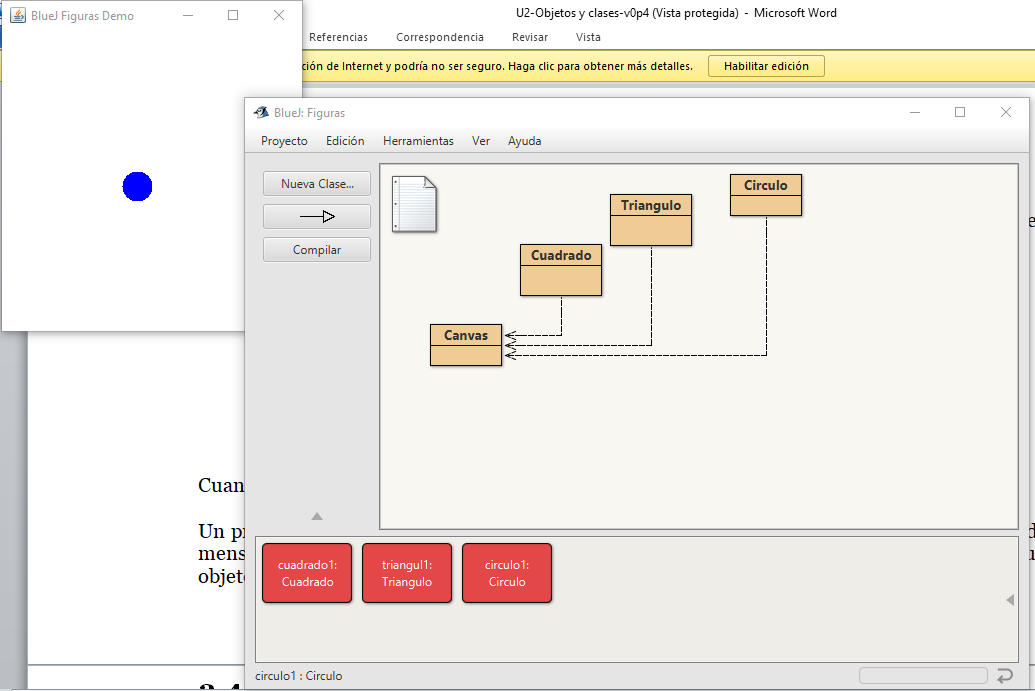 BlueJ Figuras Demo
U2-Objetos y clases-v0p4 (Vista protegida) - Microsoft Word
Referencias Correspondencia Revisar Vista
ción de Internet y podría no ser seguro. Haga clic para obtener más detalles. Habilitar edición
BlueJ: Figuras
Proyecto Edición Herramientas Ver Ayuda
Nueva Clase...
Compilar
Circulo
Triangulo
Cuadrado
Canvas
Cuan
Un pr
mens
objet
cuadrado1:
Cuadrado
triangul1:
Triangulo
circulo1:
Circulo
circulo1 : Circulo